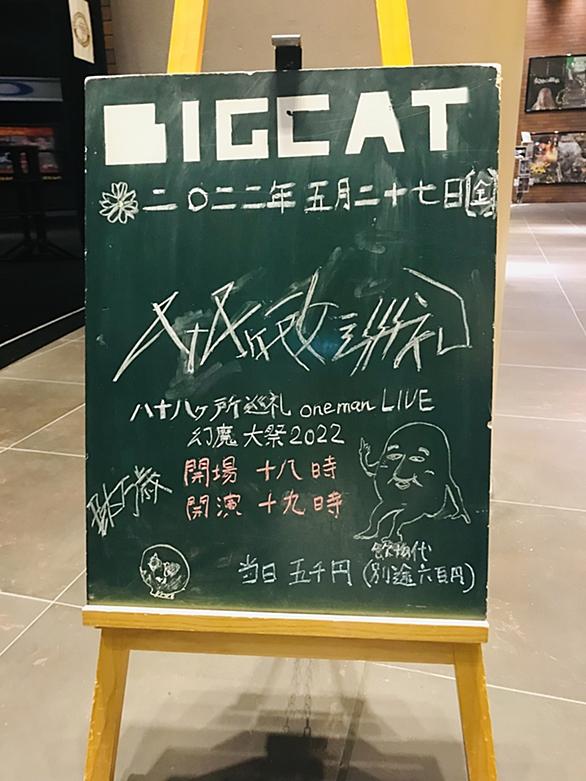 BIGCAT
二〇二二年 五月二十七日(金)
八十八ヶ所巡礼
八十八ヶ所巡礼 oneman LIVE
幻魔大祭2022
開場 十八時
開演 十九時
飲物代
当日 五千円 (別途六百円)